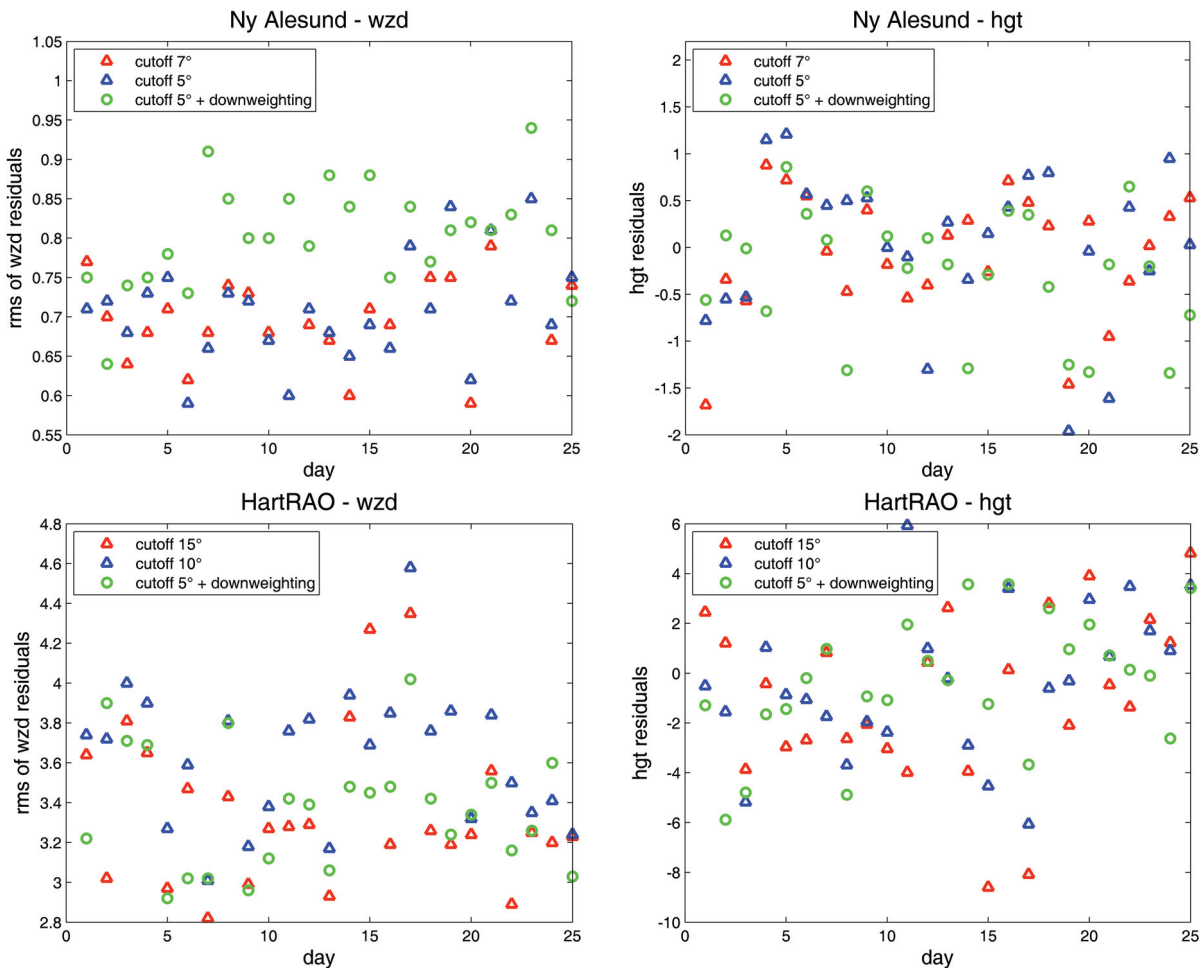 Ny Alesund - wzd
1.05
1
0.95
0.9
0.85
0.8
0.75
0.7
0.65
0.6
0.55
rms of wzd residuals
cutoff 7°
cutoff 5°
cutoff 5° + downweighting
0
5
10
15
20
25
day
Ny Alesund - hgt
2
1.5
1
0.5
0
-0.5
-1
-1.5
-2
hgt residuals
cutoff 7°
cutoff 5°
cutoff 5° + downweighting
0
5
10
15
20
25
day
HartRAO - wzd
4.8
4.4
4.2
4
3.8
3.6
3.4
3.2
3
2.8
rms of wzd residuals
cutoff 15°
cutoff 10°
cutoff 5° + downweighting
0
5
10
15
20
25
day
HartRAO - hgt
6
4
2
0
-2
-4
-6
-8
-10
hgt residuals
cutoff 15°
cutoff 10°
cutoff 5° + downweighting
0
5
10
15
20
25
day